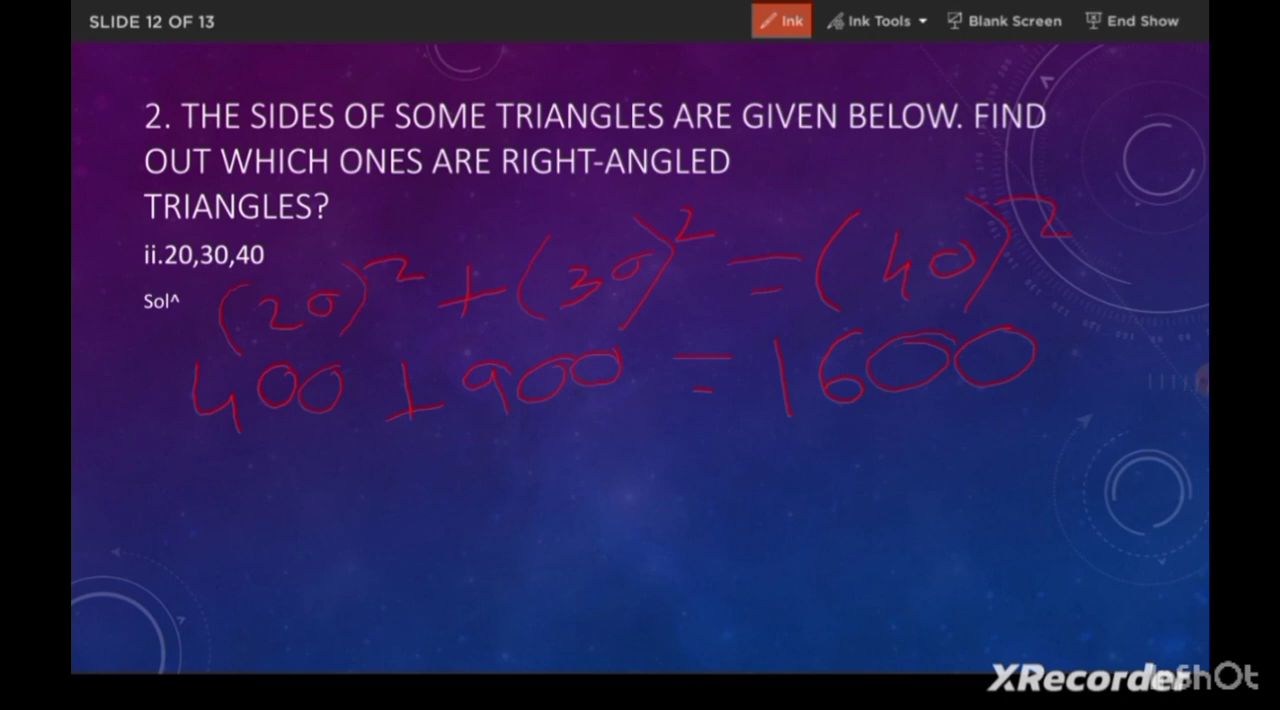 SLIDE 12 OF 13 Ink Ink Tools Blank Screen End Show
2. THE SIDES OF SOME TRIANGLES ARE GIVEN BELOW. FIND
OUT WHICH ONES ARE RIGHT-ANGLED
TRIANGLES?
ii.20,30,40
Sol^
(20)² + (30)² = (40)²
400 + 900 = 1600
XRecorder